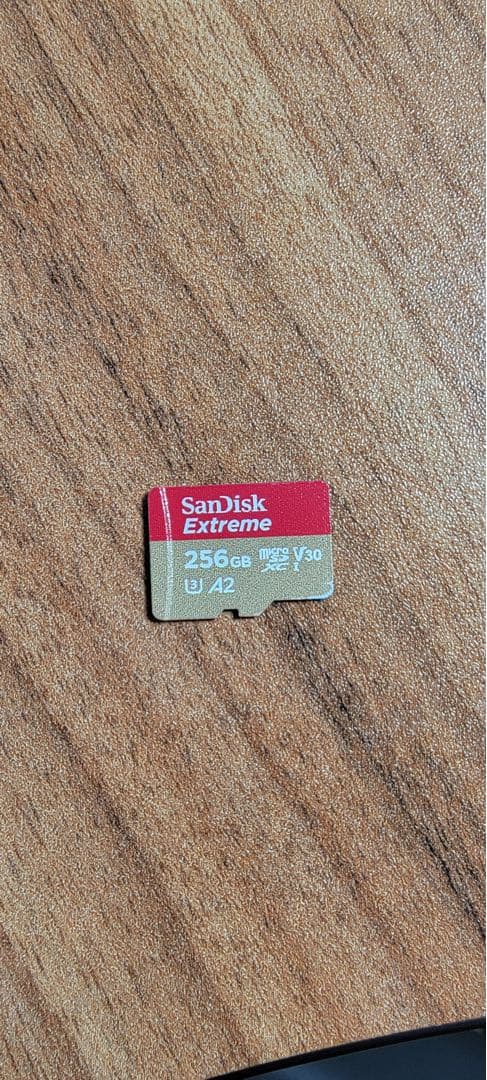 SanDisk
Extreme
256GB micro SD XC I V30
U3 A2